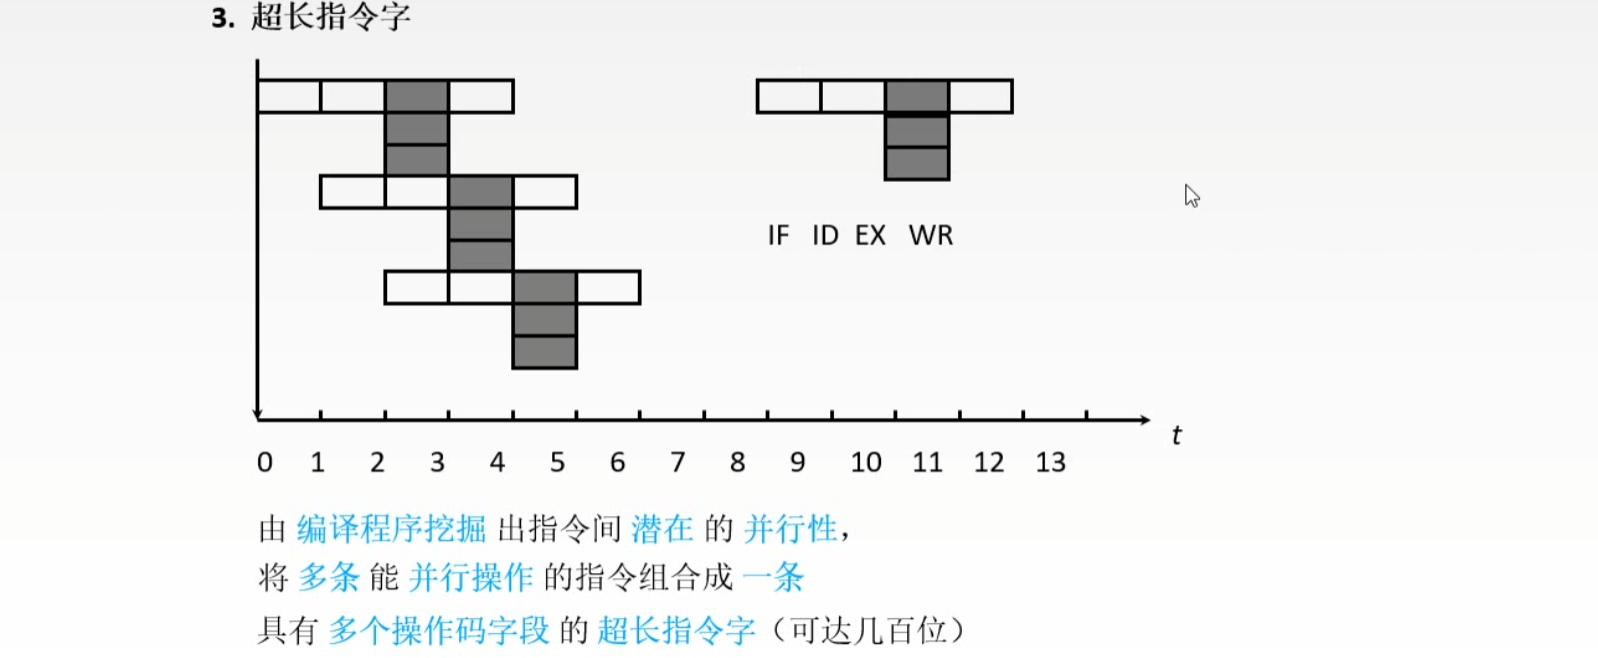 3. 超长指令字
IF ID EX WR
t
0 1 2 3 4 5 6 7 8 9 10 11 12 13
由 编译程序挖掘 出指令间 潜在 的 并行性，
将 多条 能 并行操作 的指令组合成 一条
具有 多个操作码字段 的 超长指令字（可达几百位）